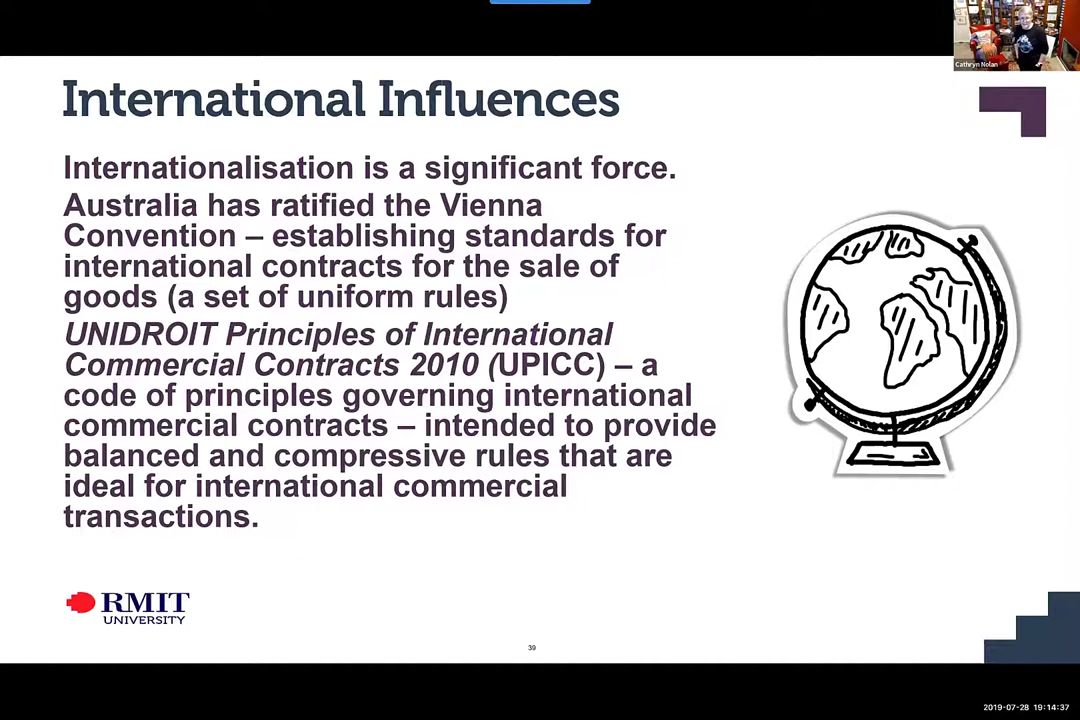 Cathryn Nolan
International Influences
Internationalisation is a significant force.
Australia has ratified the Vienna
Convention – establishing standards for
international contracts for the sale of
goods (a set of uniform rules)
UNIDROIT Principles of International
Commercial Contracts 2010 (UPICC) – a
code of principles governing international
commercial contracts – intended to provide
balanced and compressive rules that are
ideal for international commercial
transactions.
RMIT
UNIVERSITY
39
2019-07-28 19:14:37